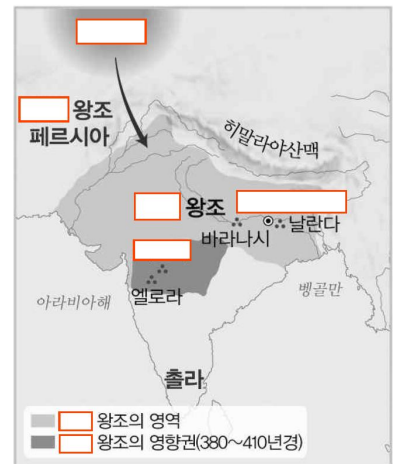 왕조
페르시아
히말라야산맥
왕조
날란다
바라나시
엘로라
아라비아해
벵골만
촐라
왕조의 영역
왕조의 영향권(380~410년경)